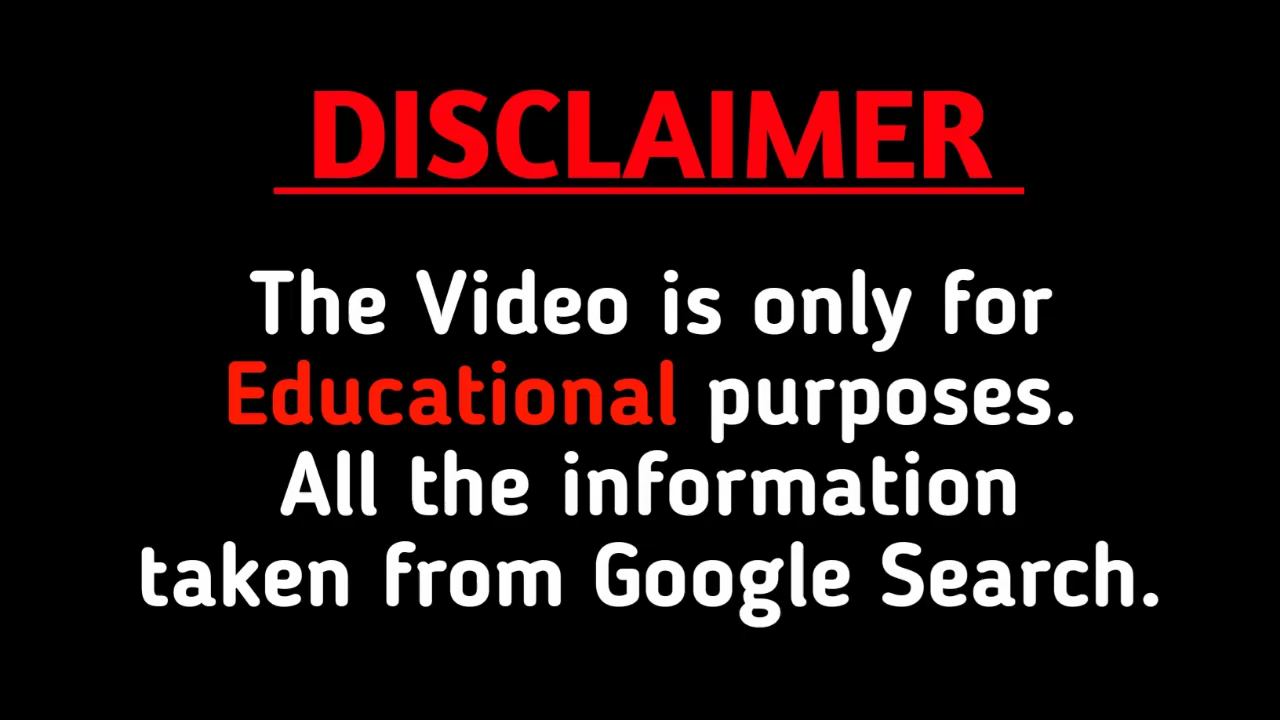 DISCLAIMER
The Video is only for
Educational purposes.
All the information
taken from Google Search.